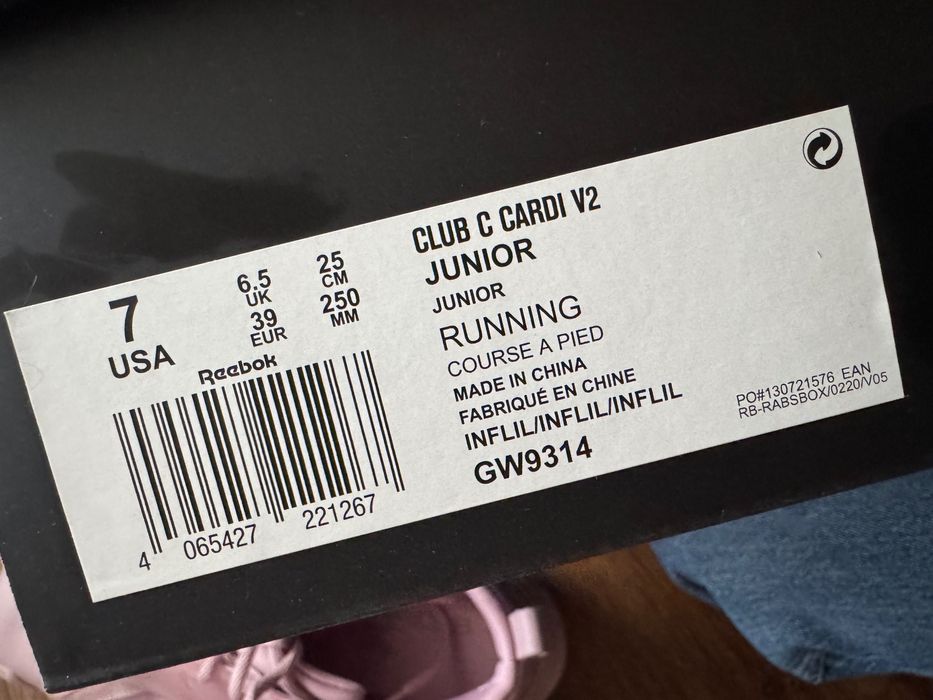 7
USA
6.5
UK
39
EUR
25
CM
250
MM
Reebok
4 065427 221267
CLUB C CARDI V2
JUNIOR
JUNIOR
RUNNING
COURSE A PIED
MADE IN CHINA
FABRIQUÉ EN CHINE
INFLIL/INFLIL/INFLIL
GW9314
PO#130721576 EAN
RB-RABSBOX/0220/V05